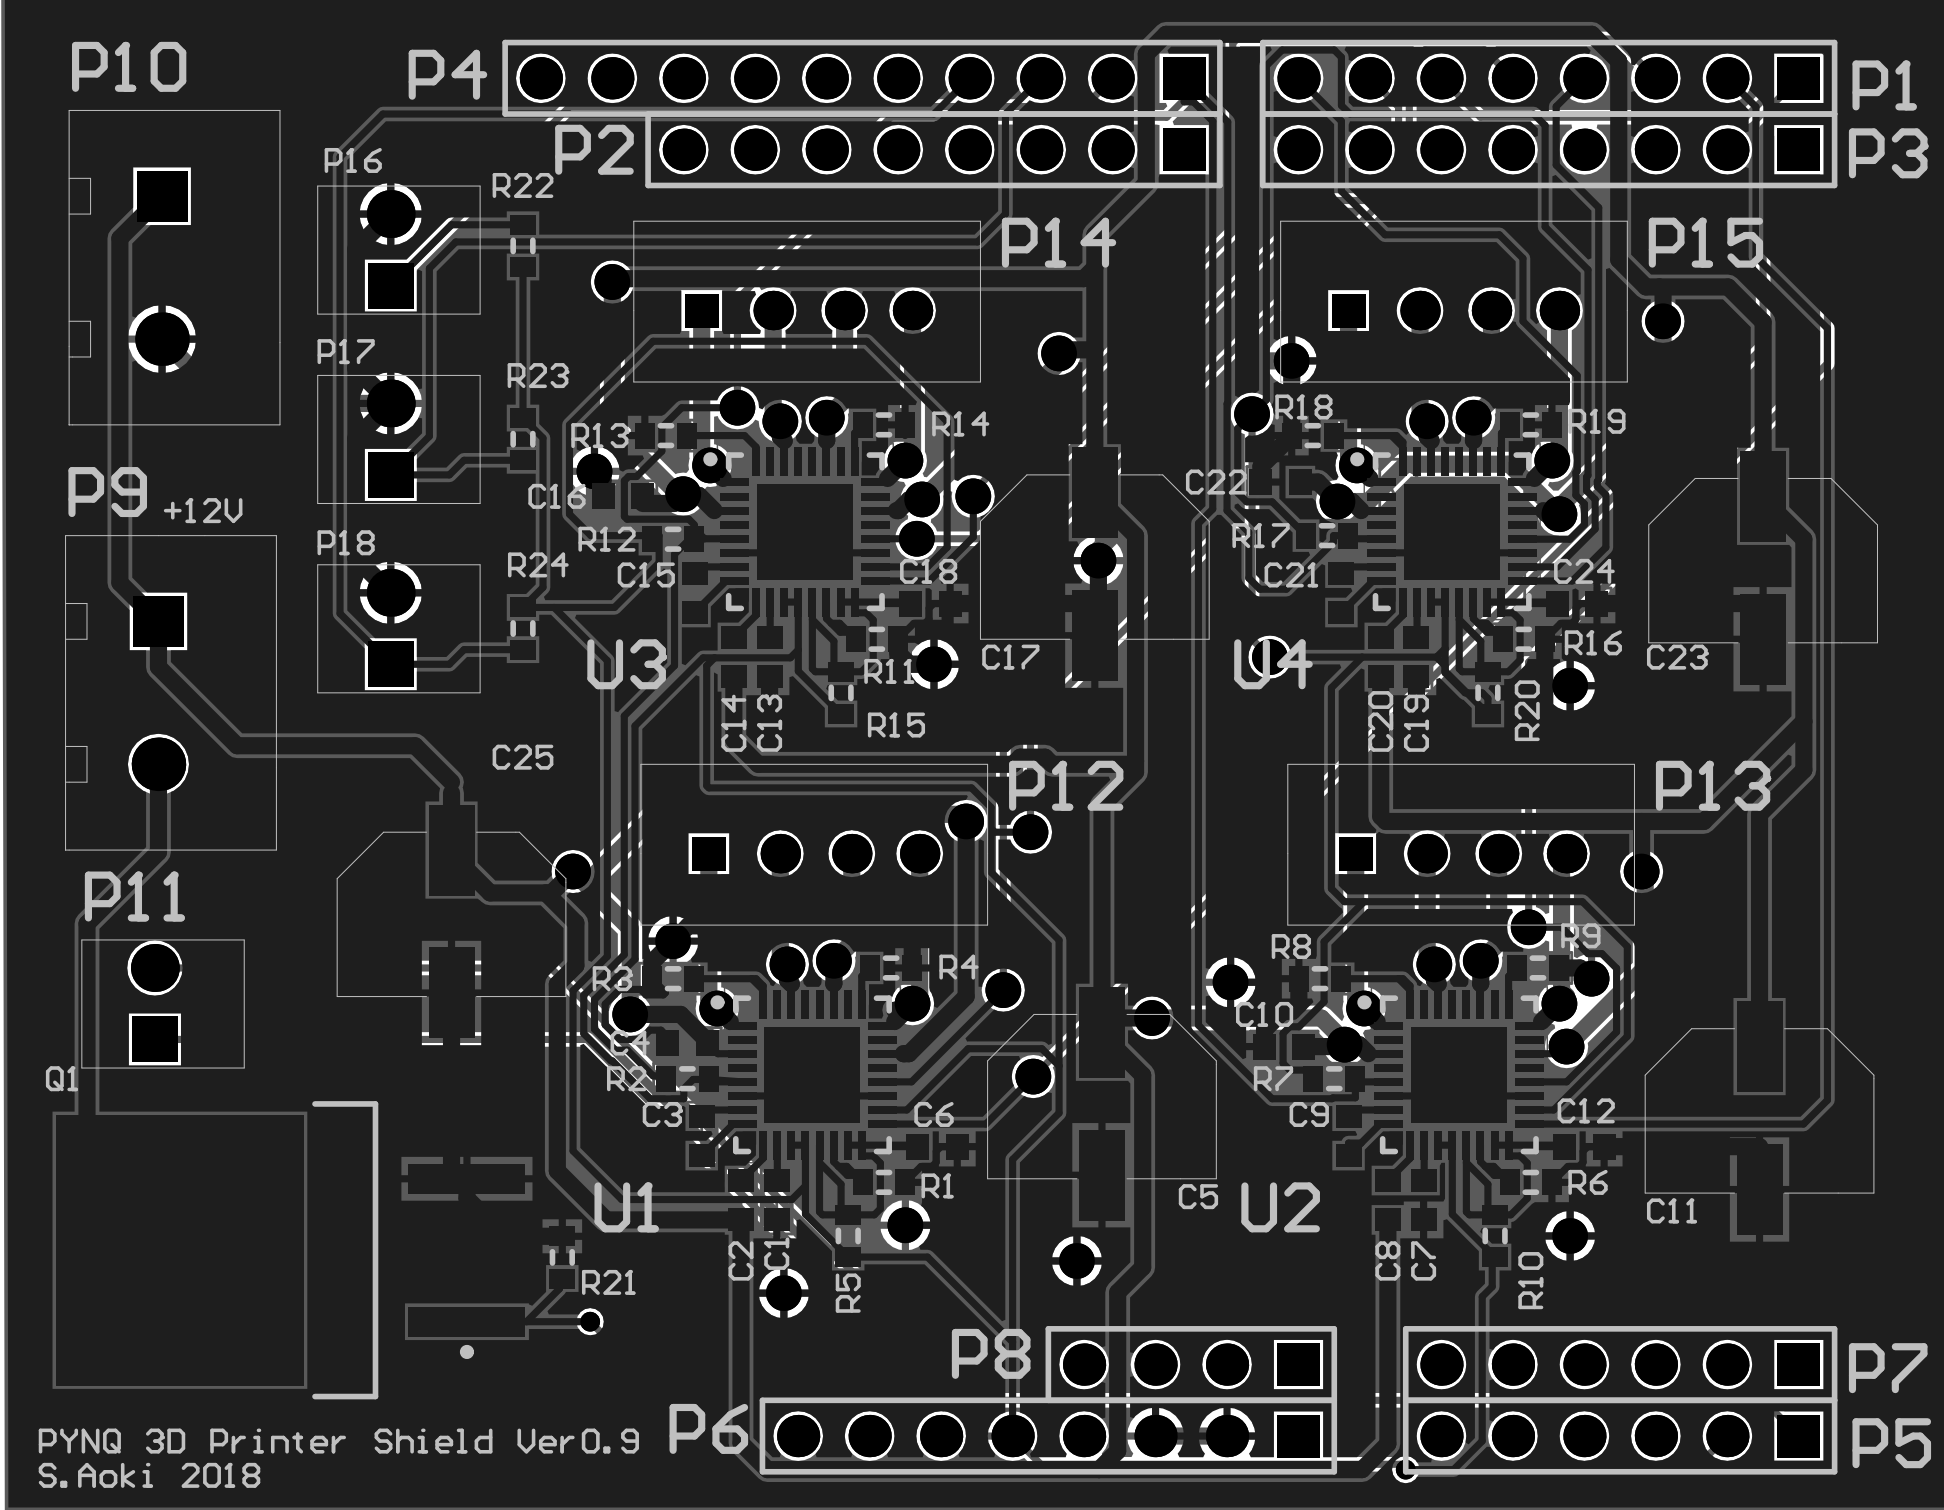 P10
P4
P1
P2
P3
P16
R22
P14
P15
P17
R23
R13
R14
R18
R19
P9
+12V
C16
C22
P18
R12
R17
R24
C15
C18
C21
C24
U3
R11
C17
U4
R16
C23
C14
C13
R15
C20
C19
R20
C25
P12
P13
P11
R3
R4
R8
R9
C4
C10
Q1
R2
R7
C3
C6
C9
C12
U1
R1
C5
U2
R6
C11
C2
C1
R5
C8
C7
R10
R21
P8
P7
P6
P5
PYNQ 3D Printer Shield Ver0.9
S.Aoki 2018